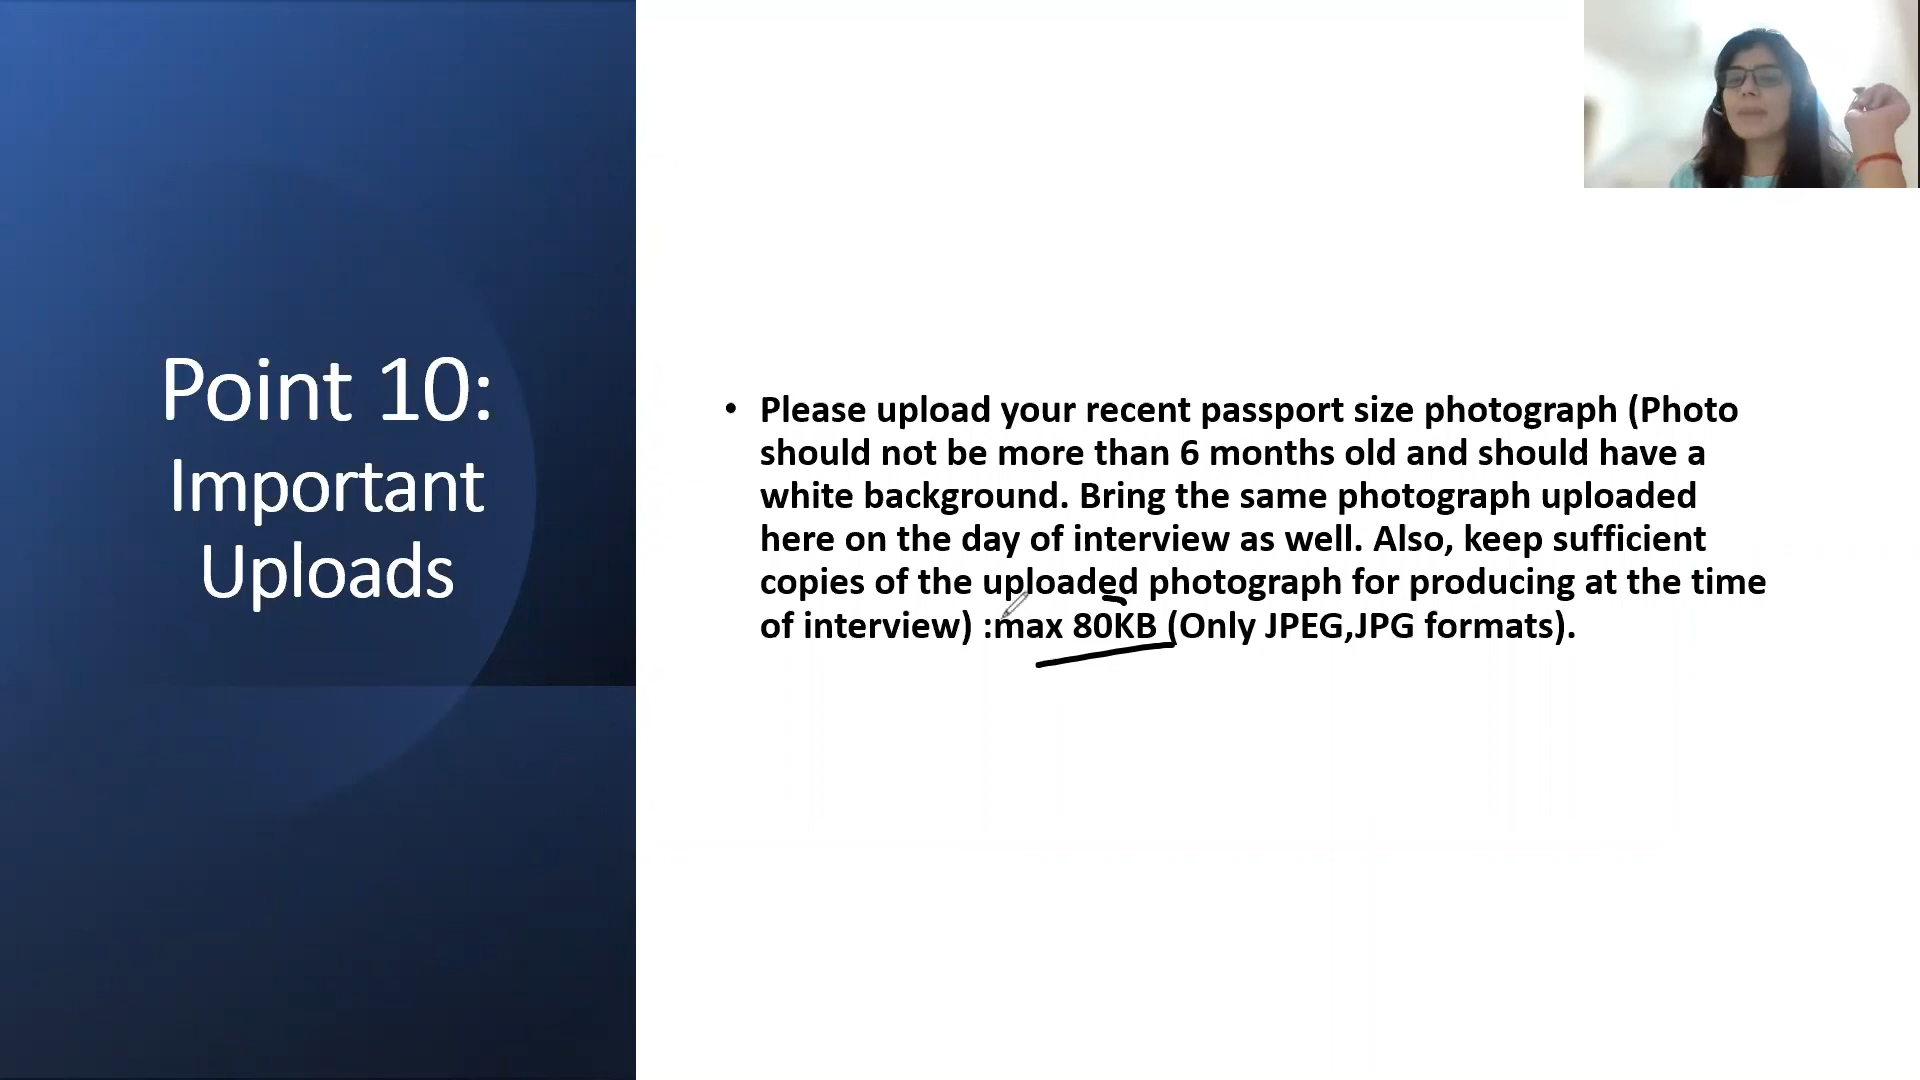 Point 10:
Important
Uploads
• Please upload your recent passport size photograph (Photo
should not be more than 6 months old and should have a
white background. Bring the same photograph uploaded
here on the day of interview as well. Also, keep sufficient
copies of the uploaded photograph for producing at the time
of interview) :max 80KB (Only JPEG,JPG formats).